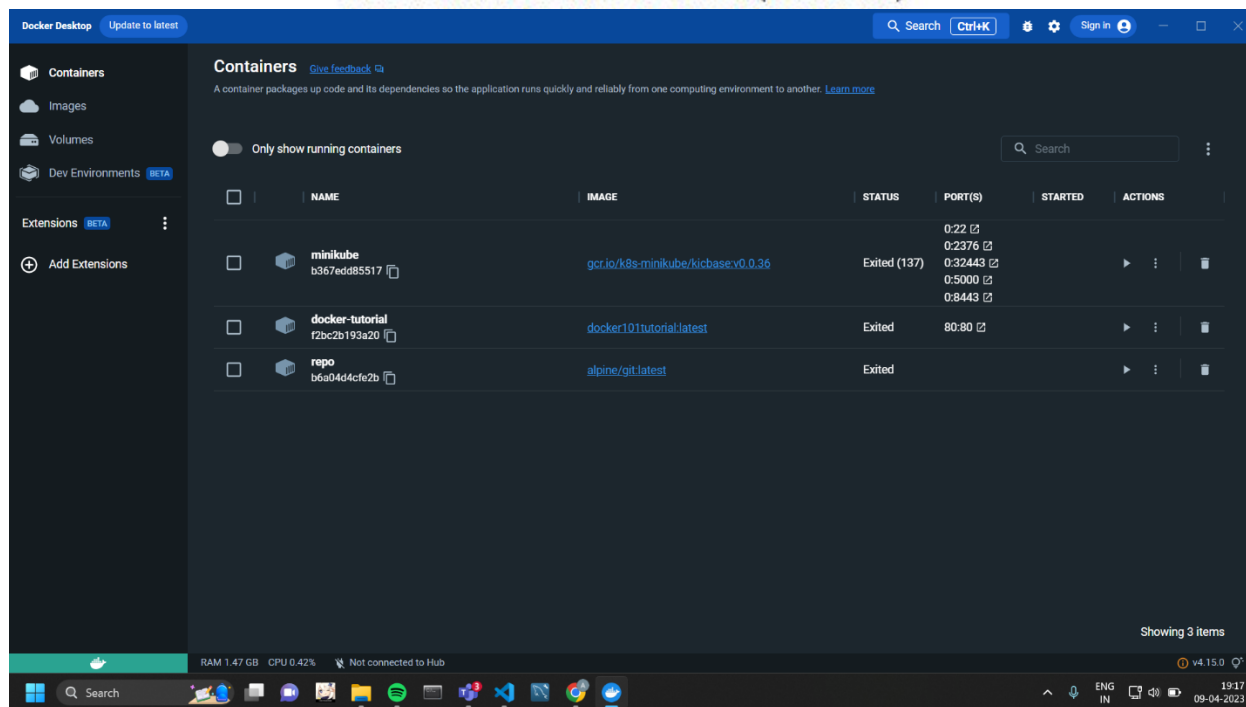 Docker Desktop Update to latest Search Ctrl+K Sign in
Containers
Images
Volumes
Dev Environments BETA
Extensions BETA
Add Extensions
Containers Give feedback
A container packages up code and its dependencies so the application runs quickly and reliably from one computing environment to another. Learn more
Only show running containers Search
NAME IMAGE STATUS PORT(S) STARTED ACTIONS
minikube
b367edd85517
gcr.io/k8s-minikube/kicbase:v0.0.36
Exited (137)
0:22
0:2376
0:32443
0:5000
0:8443
docker-tutorial
f2bc2b193a20
docker101tutorial:latest
Exited
80:80
repo
b6a04d4cfe2b
alpine/git:latest
Exited
Showing 3 items
RAM 1.47 GB CPU 0.42% Not connected to Hub v4.15.0
Search 3 ENG 19:17
IN 09-04-2023